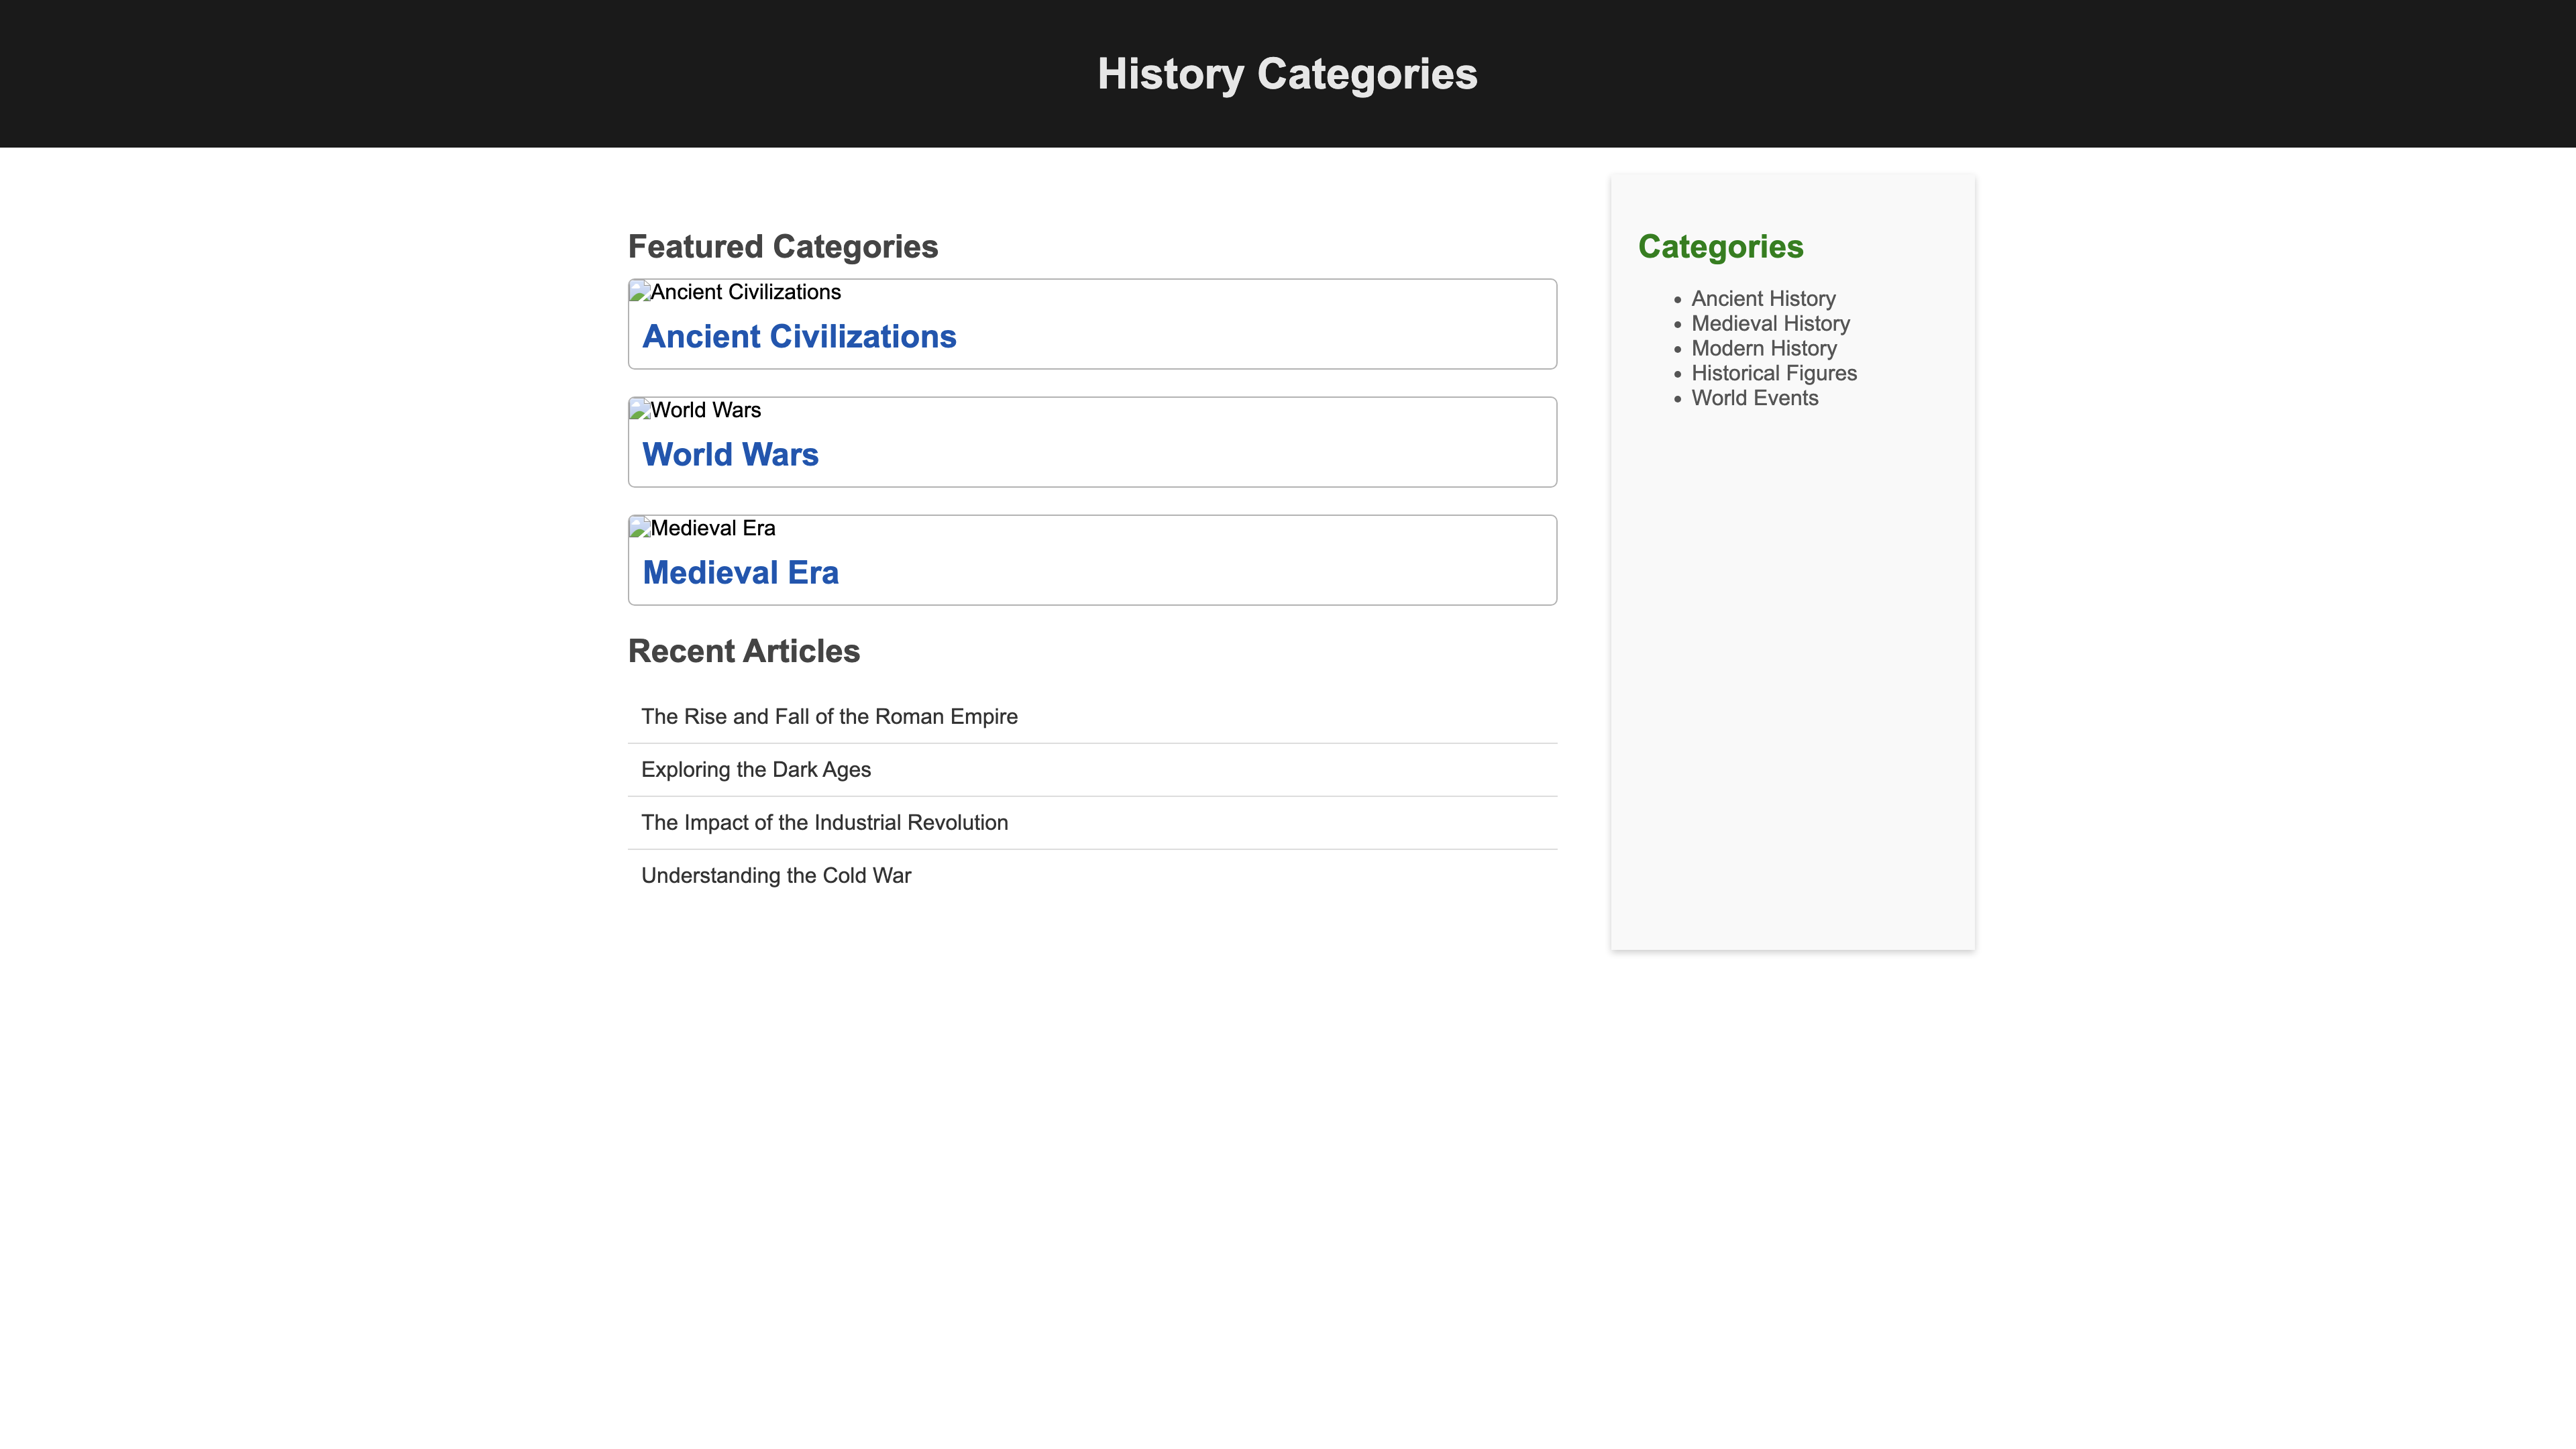 History Categories
Featured Categories
Ancient Civilizations
Ancient Civilizations
World Wars
World Wars
Medieval Era
Medieval Era
Recent Articles
The Rise and Fall of the Roman Empire
Exploring the Dark Ages
The Impact of the Industrial Revolution
Understanding the Cold War
Categories
Ancient History
Medieval History
Modern History
Historical Figures
World Events